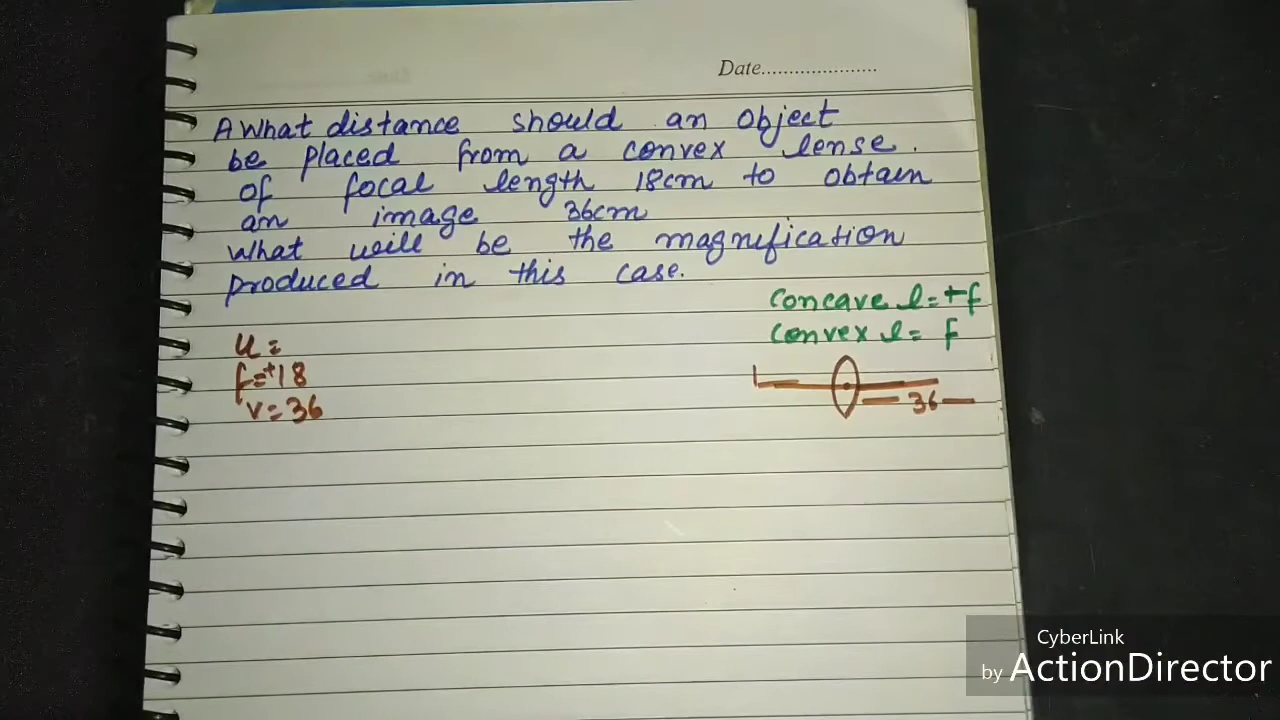 Date.....................
A What distance should an object
be placed from a convex lense.
of focal length 18cm to obtain
an image 36cm
What will be the magnification
produced in this case.
Concave l=+f
Convex l= f
u=
f=+18
v=36
36
CyberLink
by ActionDirector